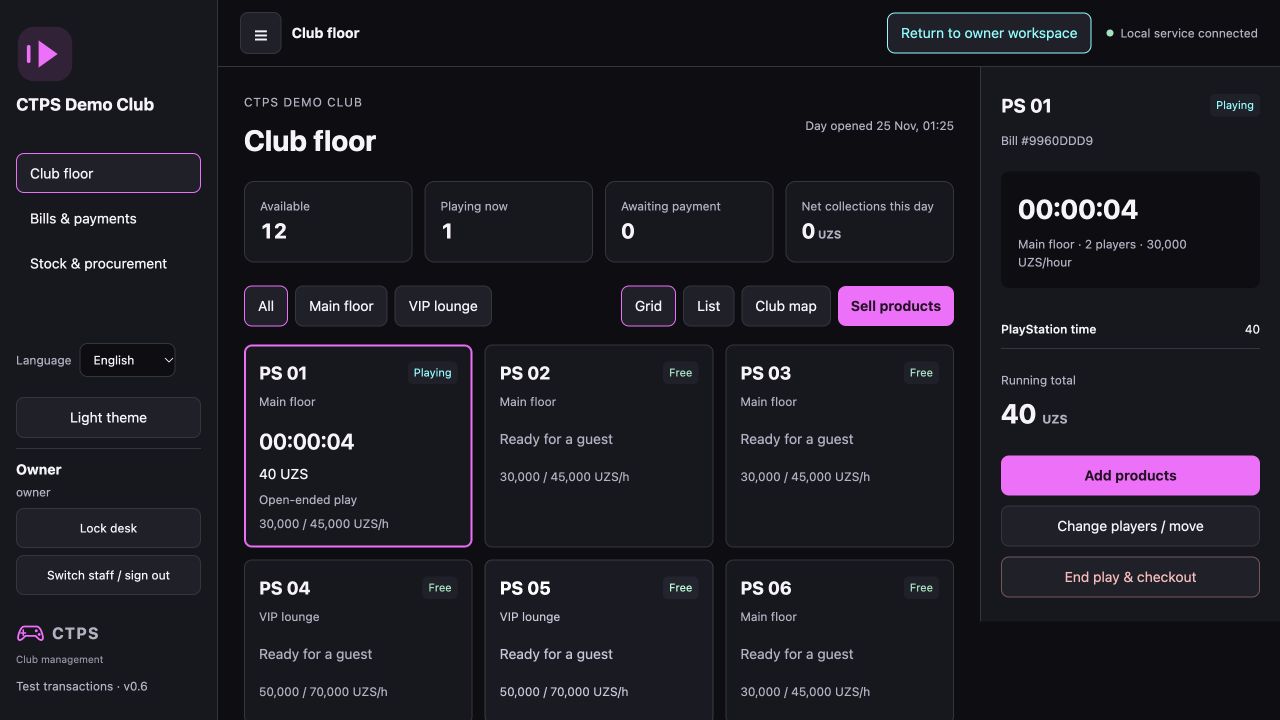 CTPS Demo Club
Club floor
Bills & payments
Stock & procurement
Language
English
Light theme
Owner
owner
Lock desk
Switch staff / sign out
CTPS
Club management
Test transactions · v0.6
Club floor
Return to owner workspace
Local service connected
CTPS DEMO CLUB
Club floor
Day opened 25 Nov, 01:25
Available
12
Playing now
1
Awaiting payment
0
Net collections this day
0 UZS
All
Main floor
VIP lounge
Grid
List
Club map
Sell products
PS 01
Playing
Main floor
00:00:04
40 UZS
Open-ended play
30,000 / 45,000 UZS/h
PS 02
Free
Main floor
Ready for a guest
30,000 / 45,000 UZS/h
PS 03
Free
Main floor
Ready for a guest
30,000 / 45,000 UZS/h
PS 04
Free
VIP lounge
Ready for a guest
50,000 / 70,000 UZS/h
PS 05
Free
VIP lounge
Ready for a guest
50,000 / 70,000 UZS/h
PS 06
Free
Main floor
Ready for a guest
30,000 / 45,000 UZS/h
PS 01
Playing
Bill #9960DDD9
00:00:04
Main floor · 2 players · 30,000
UZS/hour
PlayStation time
40
Running total
40 UZS
Add products
Change players / move
End play & checkout